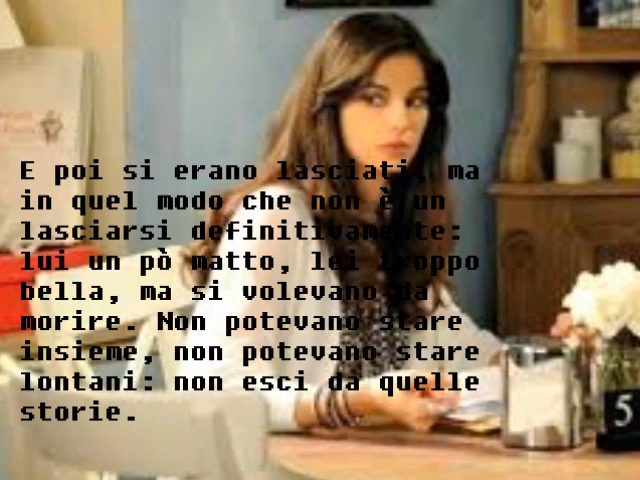 E poi si erano lasciati, ma
in quel modo che non è un
lasciarsi definitivamente:
lui un pò matto, lei troppo
bella, ma si volevano da
morire. Non potevano stare
insieme, non potevano stare
lontani: non esci da quelle
storie.
5